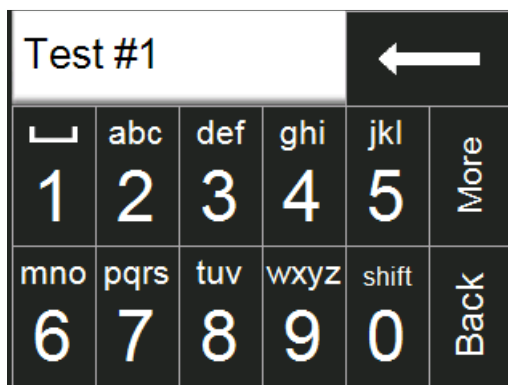 Test #1
abc def ghi jkl
1 2 3 4 5 More
mno pqrs tuv wxyz shift
6 7 8 9 0 Back